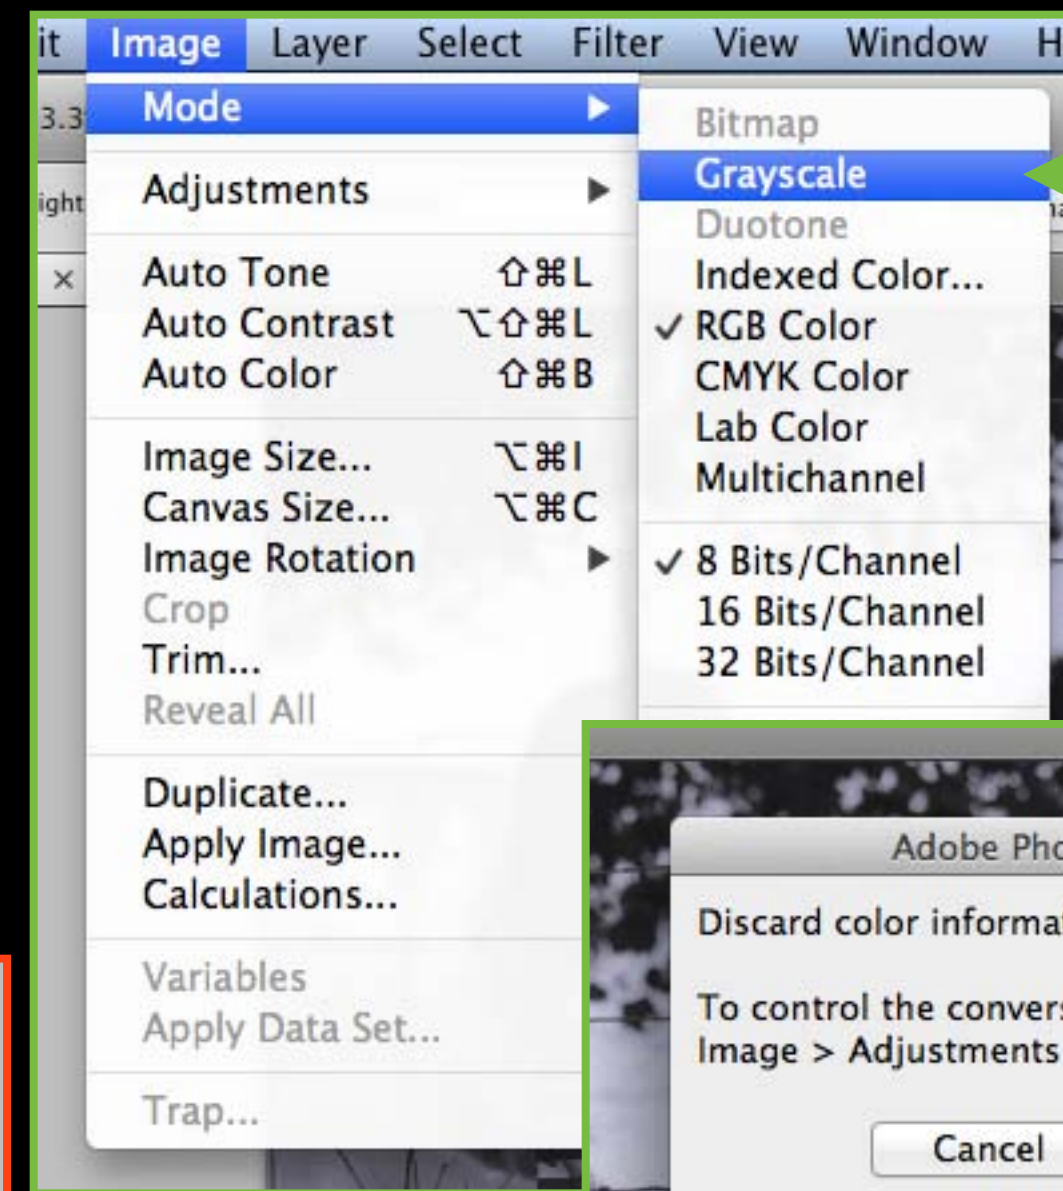 it Image Layer Select Filter View Window H
3.3
ight
×
Mode
Adjustments
Auto Tone ⇧⌘L
Auto Contrast ⌥⇧⌘L
Auto Color ⇧⌘B
Image Size... ⌥⌘I
Canvas Size... ⌥⌘C
Image Rotation
Crop
Trim...
Reveal All
Duplicate...
Apply Image...
Calculations...
Variables
Apply Data Set...
Trap...
Bitmap
Grayscale
Duotone
Indexed Color...
✓ RGB Color
CMYK Color
Lab Color
Multichannel
✓ 8 Bits/Channel
16 Bits/Channel
32 Bits/Channel
Adobe Pho
Discard color informa
To control the convers
Image > Adjustments
Cancel